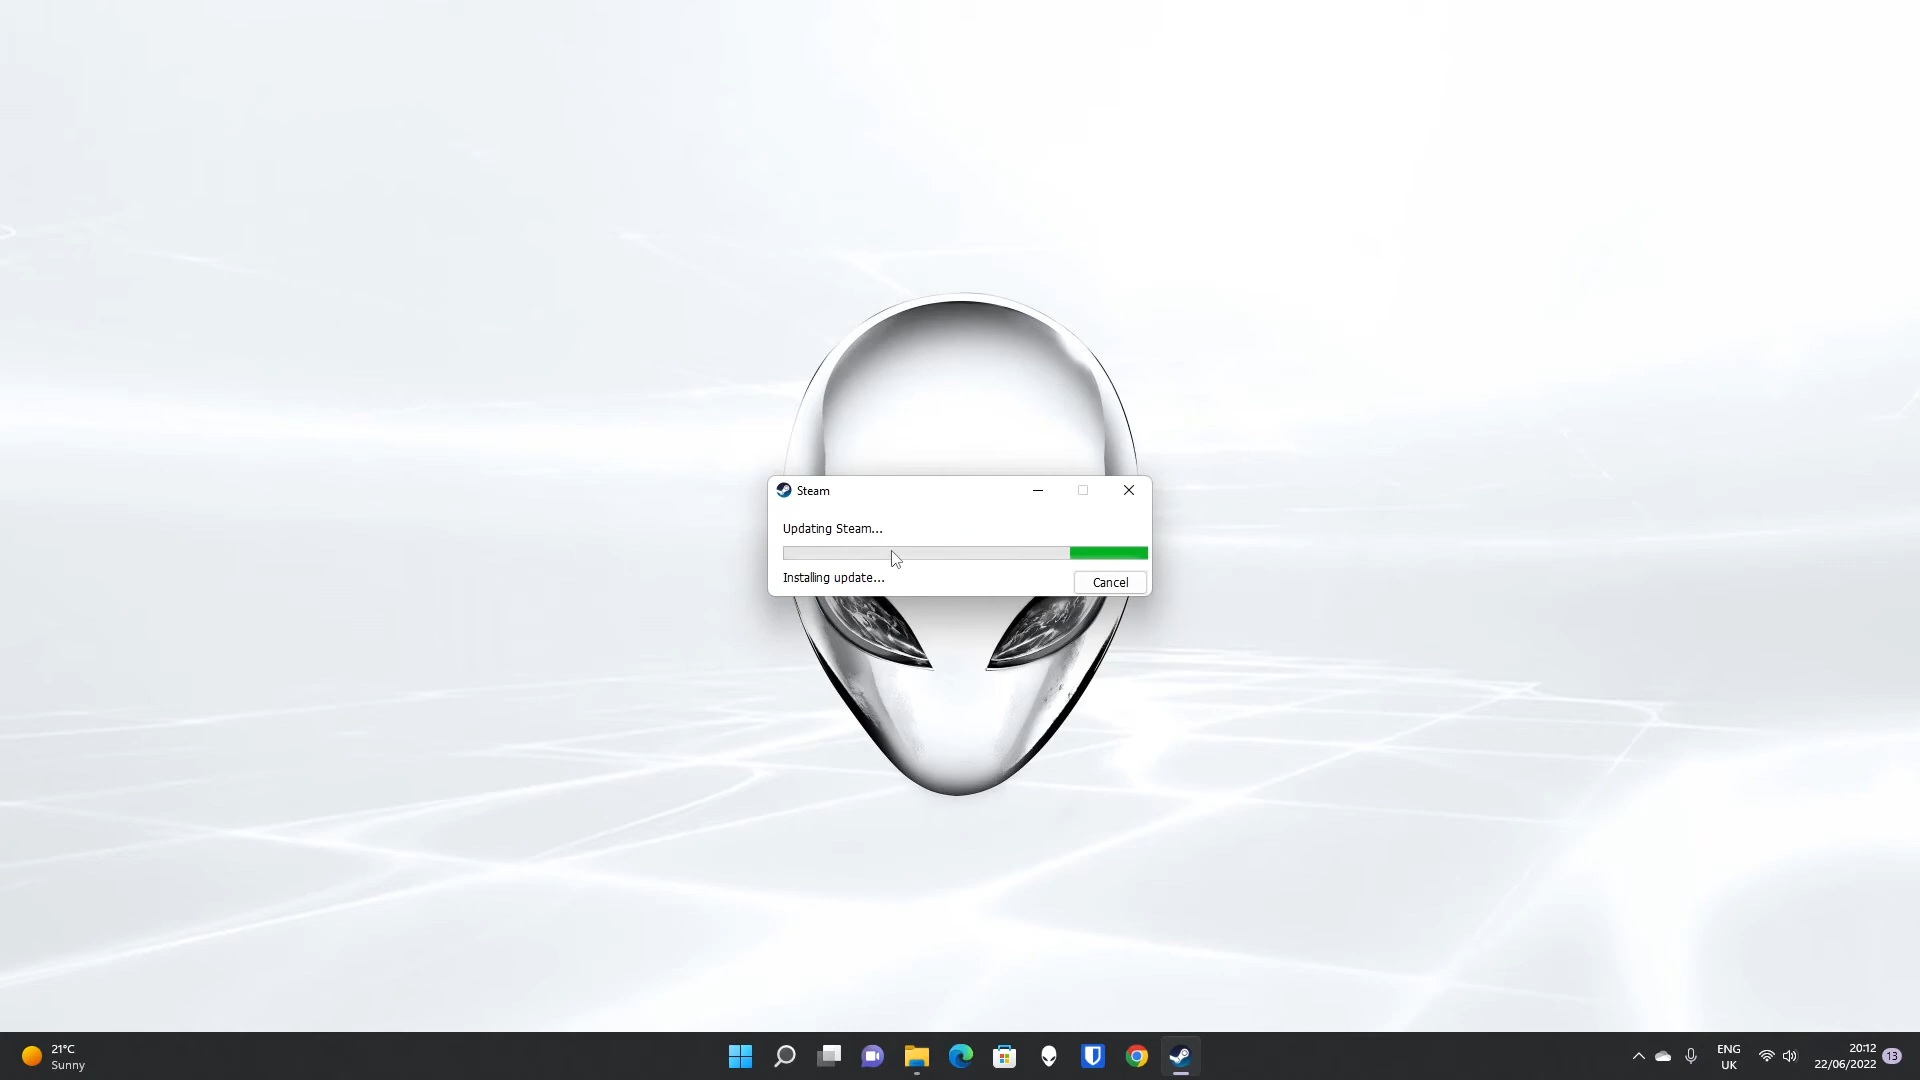 Steam
Updating Steam...
Installing update...
Cancel
21°C
Sunny
ENG
UK
20:12
22/06/2022
13